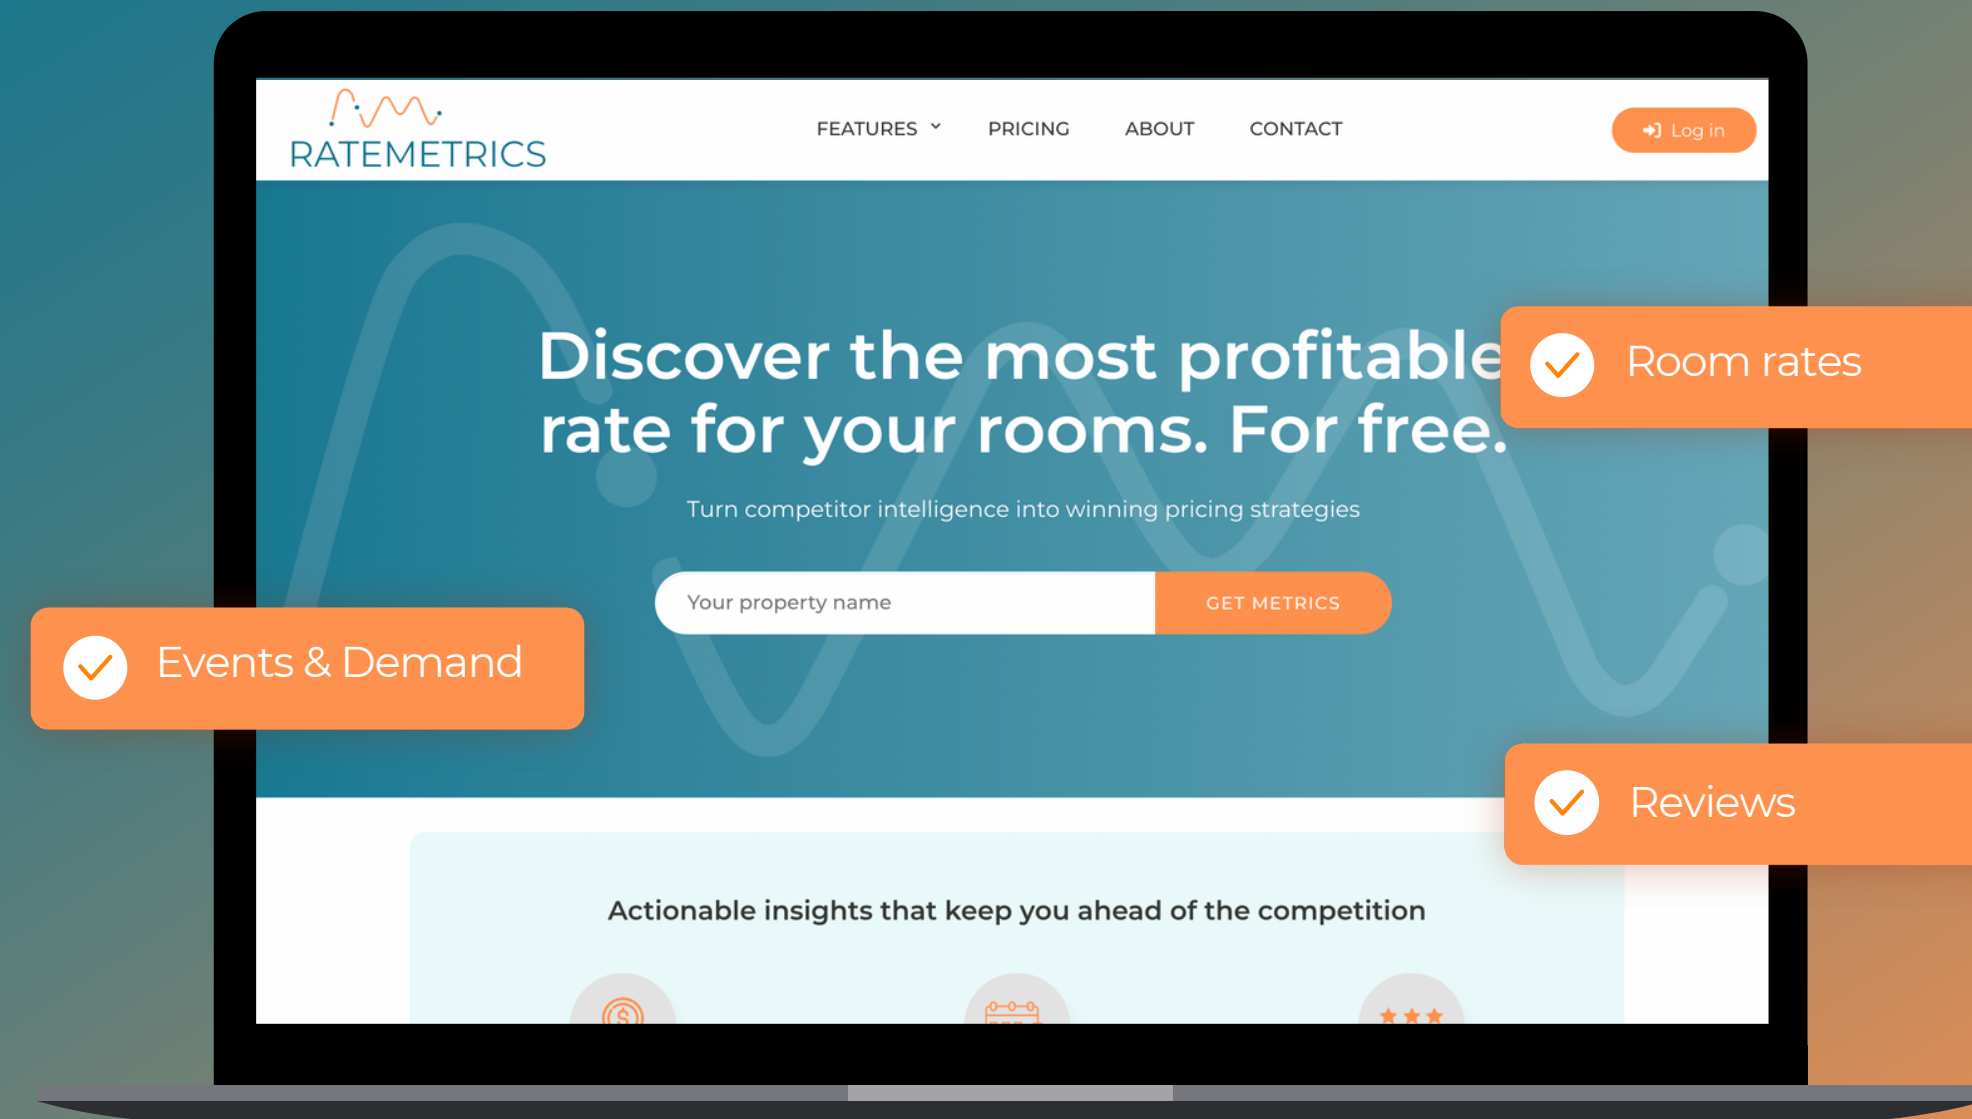 RATEMETRICS
FEATURES
PRICING
ABOUT
CONTACT
Log in
Discover the most profitable
rate for your rooms. For free.
Turn competitor intelligence into winning pricing strategies
Your property name
GET METRICS
Room rates
Events & Demand
Reviews
Actionable insights that keep you ahead of the competition
$